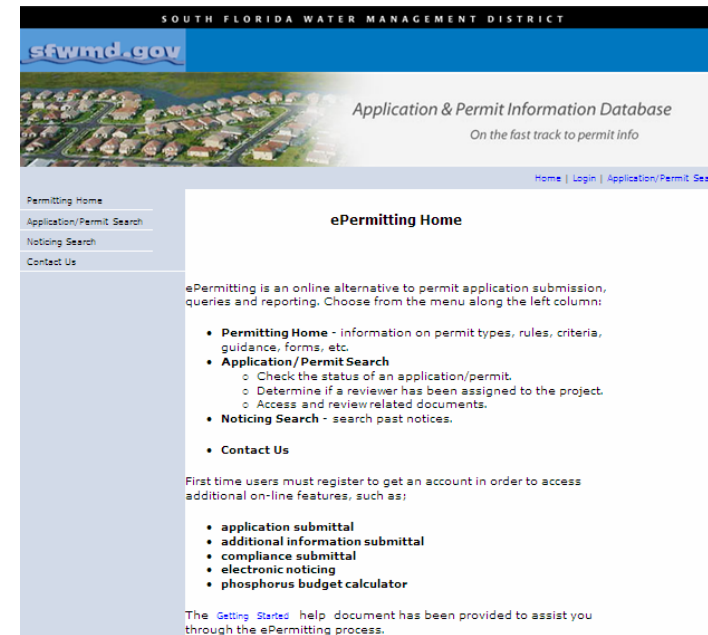 SOUTH FLORIDA WATER MANAGEMENT DISTRICT
sfwmd.gov
Application & Permit Information Database
On the fast track to permit info
Home | Login | Application/Permit Sea
Permitting Home
Application/Permit Search
Noticing Search
Contact Us
ePermitting Home
ePermitting is an online alternative to permit application submission,
queries and reporting. Choose from the menu along the left column:
• Permitting Home - information on permit types, rules, criteria,
guidance, forms, etc.
• Application/Permit Search
○ Check the status of an application/permit.
○ Determine if a reviewer has been assigned to the project.
○ Access and review related documents.
• Noticing Search - search past notices.
• Contact Us
First time users must register to get an account in order to access
additional on-line features, such as;
• application submittal
• additional information submittal
• compliance submittal
• electronic noticing
• phosphorus budget calculator
The Getting Started help document has been provided to assist you
through the ePermitting process.